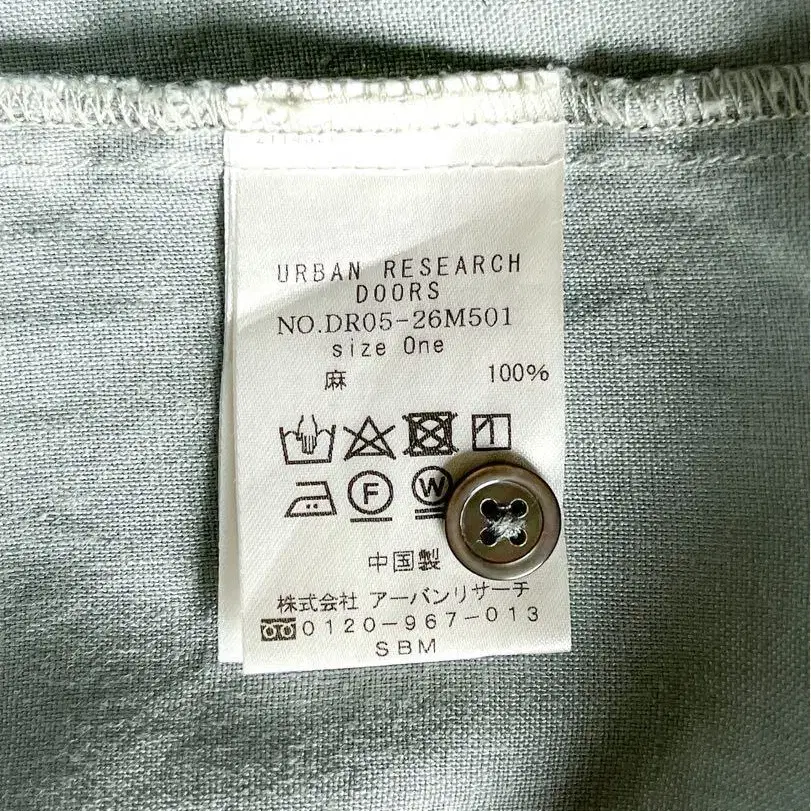 URBAN RESEARCH
DOORS
NO.DR05-26M501
size One
麻 100%
F W
中国製
株式会社 アーバンリサーチ
0120-967-013
SBM